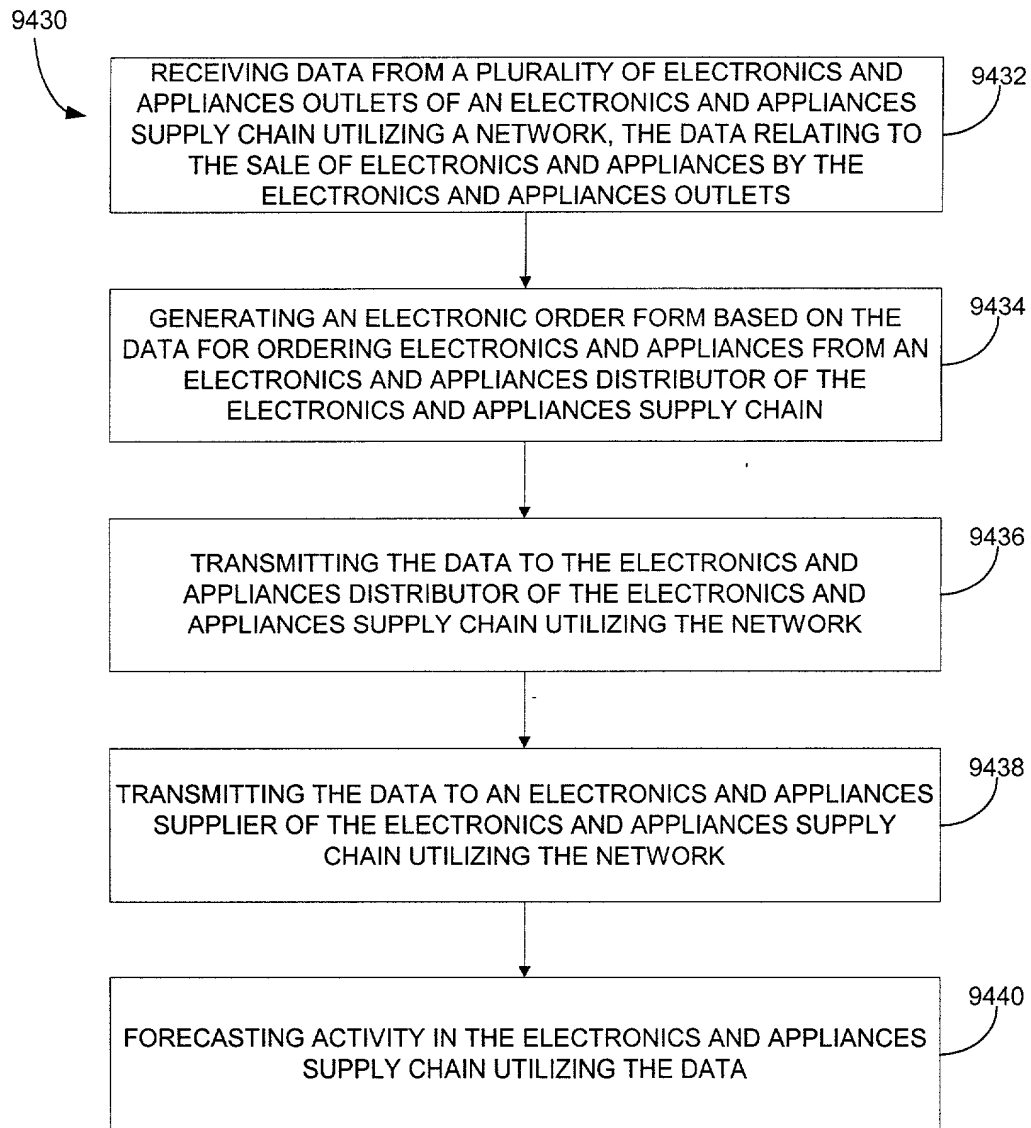 9430
RECEIVING DATA FROM A PLURALITY OF ELECTRONICS AND
APPLIANCES OUTLETS OF AN ELECTRONICS AND APPLIANCES
SUPPLY CHAIN UTILIZING A NETWORK, THE DATA RELATING TO
THE SALE OF ELECTRONICS AND APPLIANCES BY THE
ELECTRONICS AND APPLIANCES OUTLETS
9432
GENERATING AN ELECTRONIC ORDER FORM BASED ON THE
DATA FOR ORDERING ELECTRONICS AND APPLIANCES FROM AN
ELECTRONICS AND APPLIANCES DISTRIBUTOR OF THE
ELECTRONICS AND APPLIANCES SUPPLY CHAIN
9434
TRANSMITTING THE DATA TO THE ELECTRONICS AND
APPLIANCES DISTRIBUTOR OF THE ELECTRONICS AND
APPLIANCES SUPPLY CHAIN UTILIZING THE NETWORK
9436
TRANSMITTING THE DATA TO AN ELECTRONICS AND APPLIANCES
SUPPLIER OF THE ELECTRONICS AND APPLIANCES SUPPLY
CHAIN UTILIZING THE NETWORK
9438
FORECASTING ACTIVITY IN THE ELECTRONICS AND APPLIANCES
SUPPLY CHAIN UTILIZING THE DATA
9440